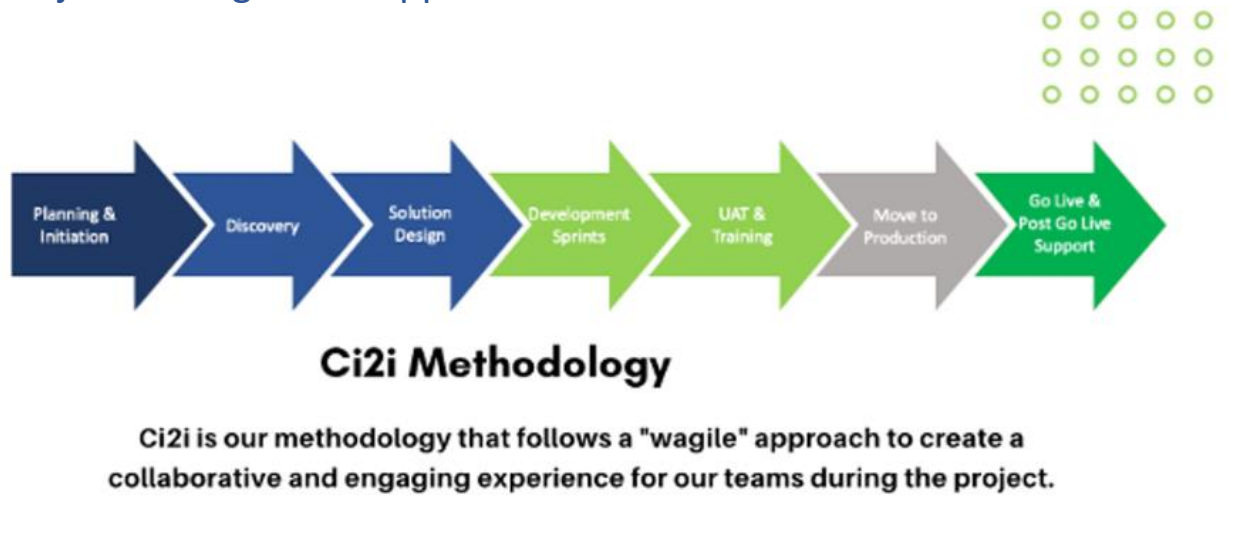 Planning &
Initiation
Discovery
Solution
Design
Development
Sprints
UAT &
Training
Move to
Production
Go Live &
Post Go Live
Support
Ci2i Methodology
Ci2i is our methodology that follows a "wagile" approach to create a
collaborative and engaging experience for our teams during the project.